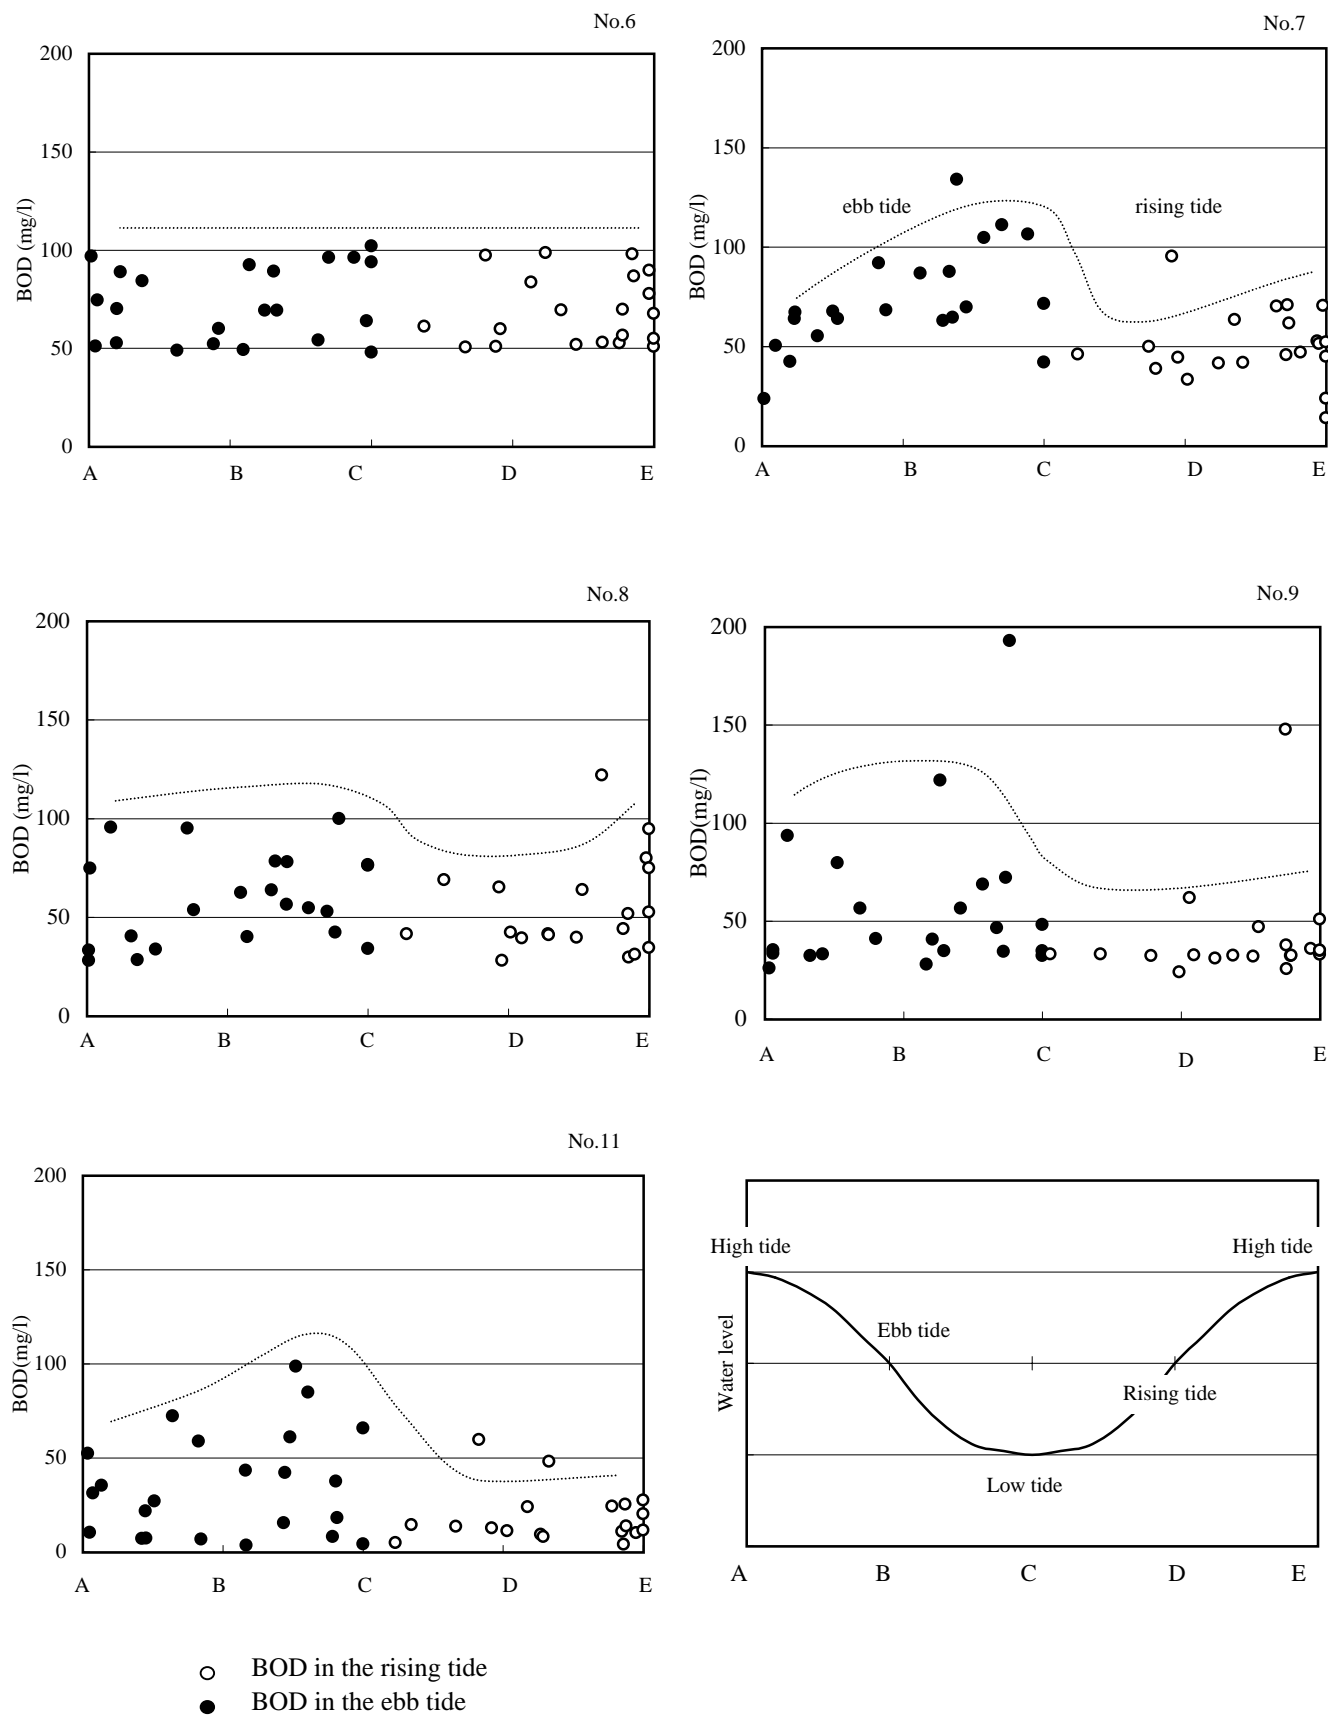 No.6
200
150
100
50
0
BOD (mg/l)
A B C D E
No.7
200
150
100
50
0
BOD (mg/l)
ebb tide
rising tide
A B C D E
No.8
200
150
100
50
0
BOD (mg/l)
A B C D E
No.9
200
150
100
50
0
BOD(mg/l)
A B C D E
No.11
200
150
100
50
0
BOD(mg/l)
A B C D E
High tide
High tide
Water level
Ebb tide
Rising tide
Low tide
A B C D E
BOD in the rising tide
BOD in the ebb tide